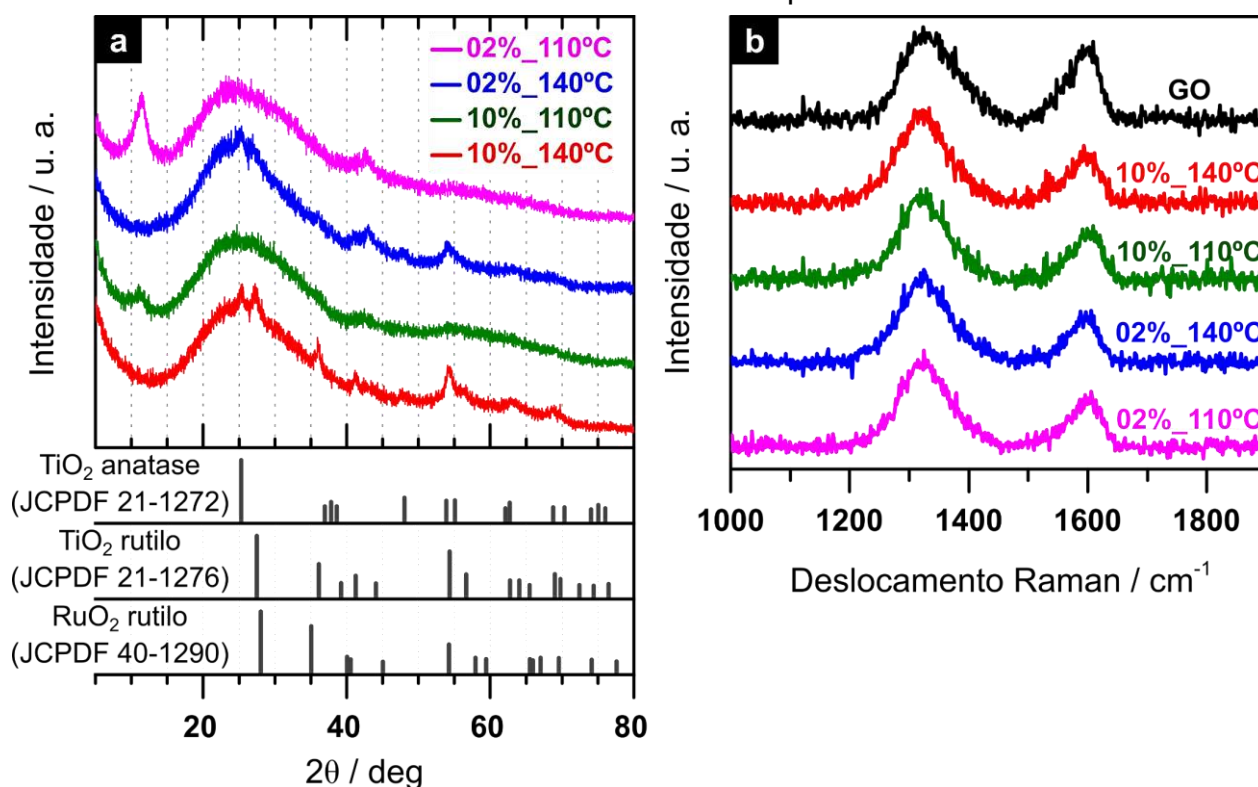 a
02%_110ºC
02%_140ºC
10%_110ºC
10%_140ºC
Intensidade / u. a.
TiO₂ anatase
(JCPDF 21-1272)
TiO₂ rutilo
(JCPDF 21-1276)
RuO₂ rutilo
(JCPDF 40-1290)
20 40 60 80
2θ / deg
b
GO
10%_140ºC
10%_110ºC
02%_140ºC
02%_110ºC
Intensidade / u. a.
1000 1200 1400 1600 1800
Deslocamento Raman / cm⁻¹